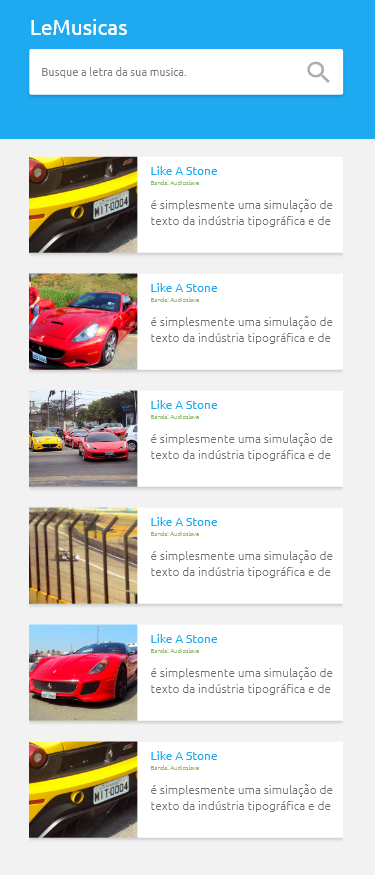 LeMusicas
Busque a letra da sua musica.
WIT-0004
Like A Stone
Banda: Audioslave
é simplesmente uma simulação de
texto da indústria tipográfica e de
Like A Stone
Banda: Audioslave
é simplesmente uma simulação de
texto da indústria tipográfica e de
Like A Stone
Banda: Audioslave
é simplesmente uma simulação de
texto da indústria tipográfica e de
Like A Stone
Banda: Audioslave
é simplesmente uma simulação de
texto da indústria tipográfica e de
Like A Stone
Banda: Audioslave
é simplesmente uma simulação de
texto da indústria tipográfica e de
WIT-0004
Like A Stone
Banda: Audioslave
é simplesmente uma simulação de
texto da indústria tipográfica e de